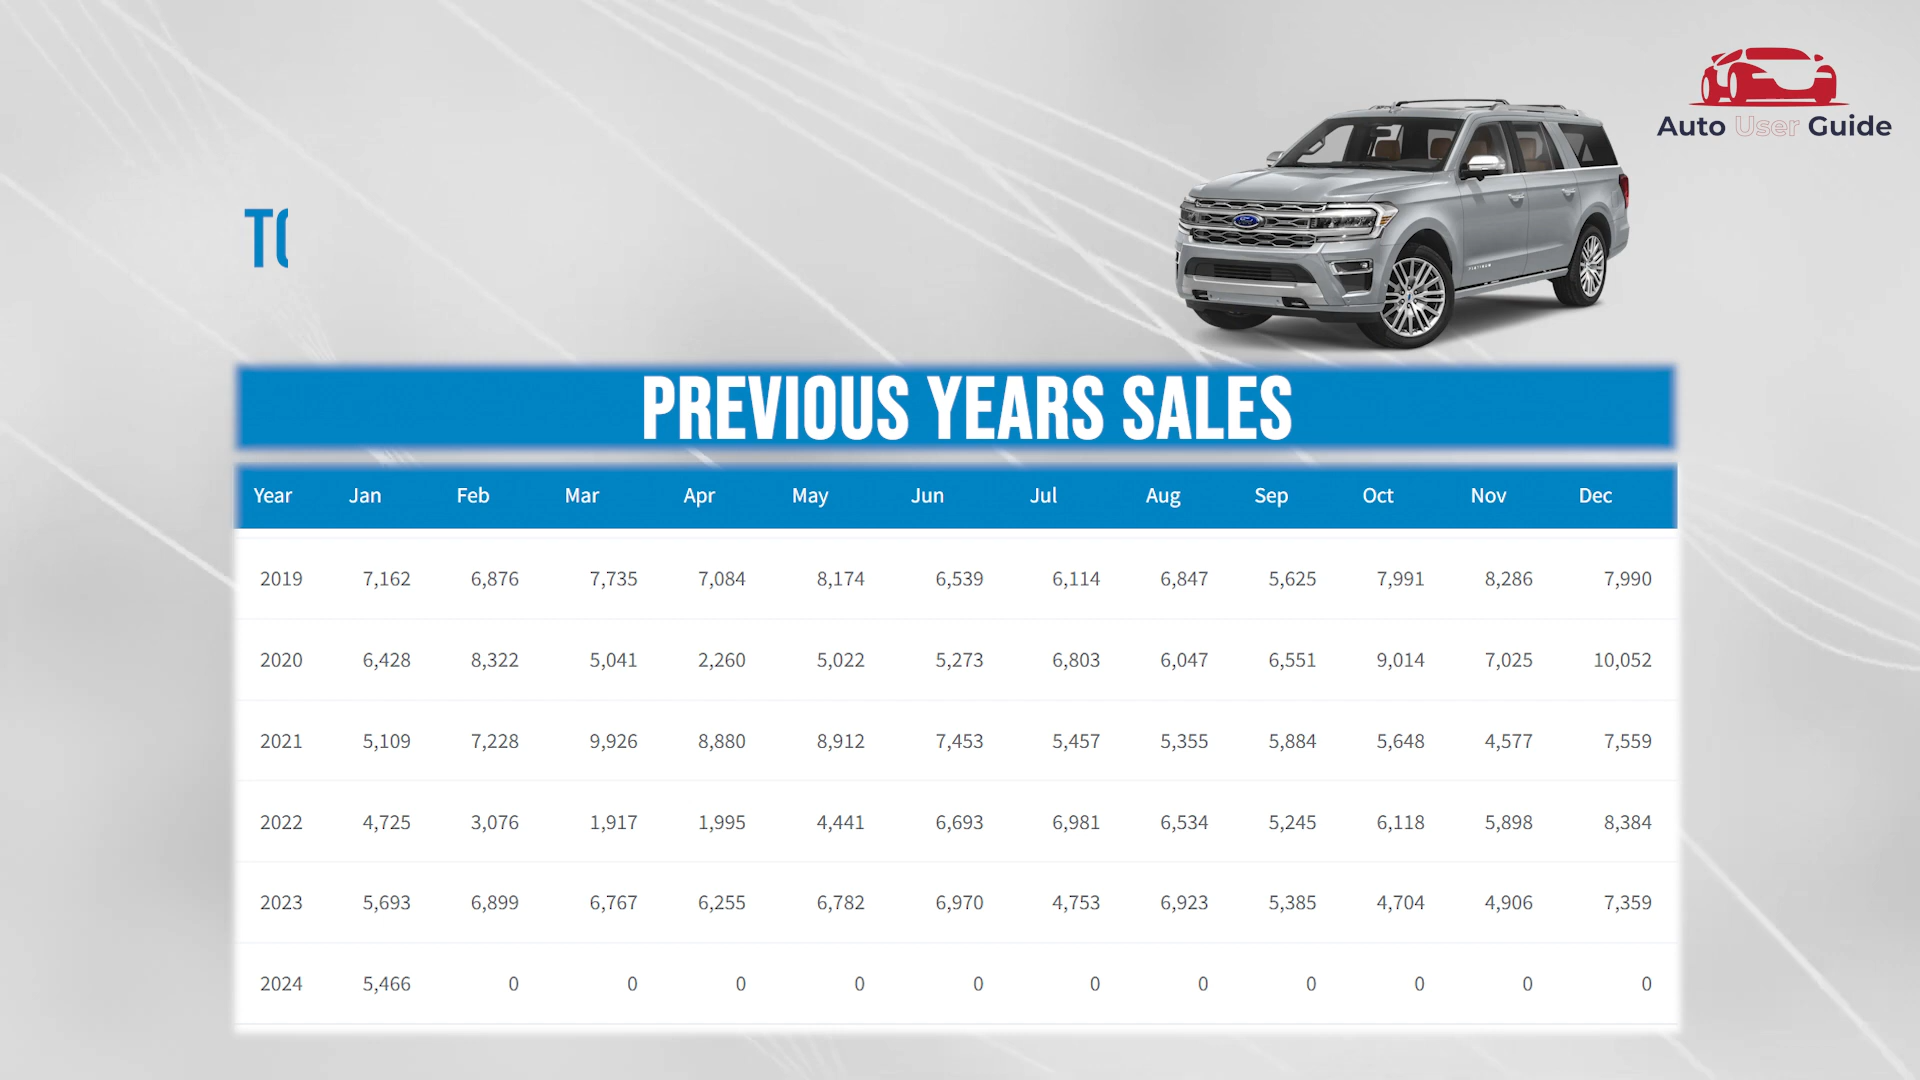 Auto User Guide
PREVIOUS YEARS SALES
Year Jan Feb Mar Apr May Jun Jul Aug Sep Oct Nov Dec
2019 7,162 6,876 7,735 7,084 8,174 6,539 6,114 6,847 5,625 7,991 8,286 7,990
2020 6,428 8,322 5,041 2,260 5,022 5,273 6,803 6,047 6,551 9,014 7,025 10,052
2021 5,109 7,228 9,926 8,880 8,912 7,453 5,457 5,355 5,884 5,648 4,577 7,559
2022 4,725 3,076 1,917 1,995 4,441 6,693 6,981 6,534 5,245 6,118 5,898 8,384
2023 5,693 6,899 6,767 6,255 6,782 6,970 4,753 6,923 5,385 4,704 4,906 7,359
2024 5,466 0 0 0 0 0 0 0 0 0 0 0